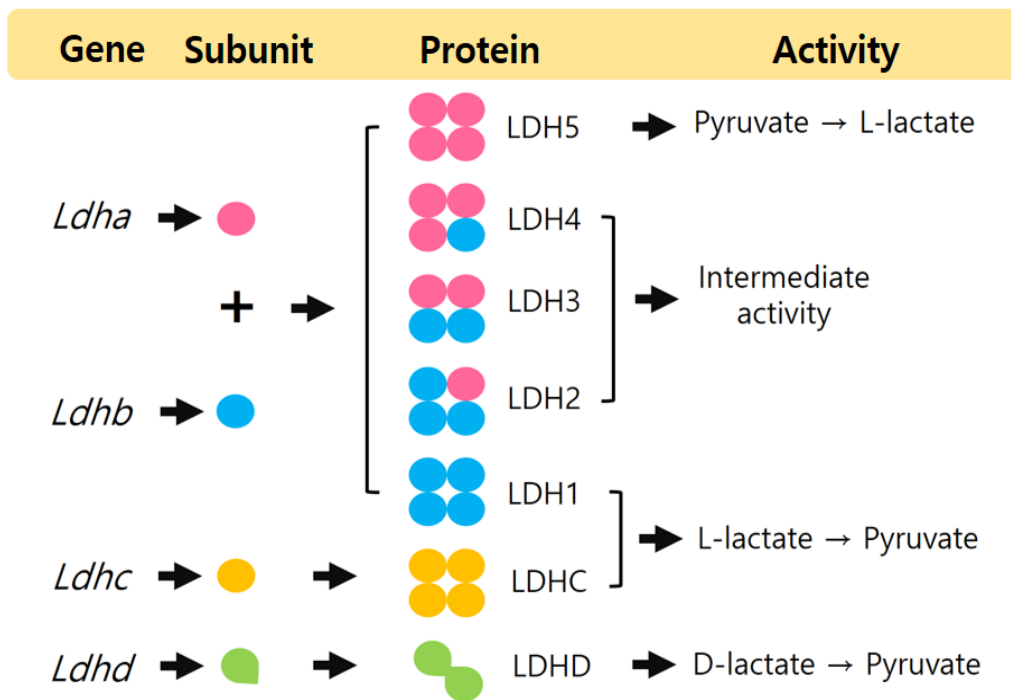 Gene Subunit Protein Activity
LDH5 Pyruvate → L-lactate
Ldha LDH4
+ LDH3 Intermediate
activity
Ldhb LDH2
LDH1
L-lactate → Pyruvate
Ldhc LDHC
Ldhd LDHD D-lactate → Pyruvate